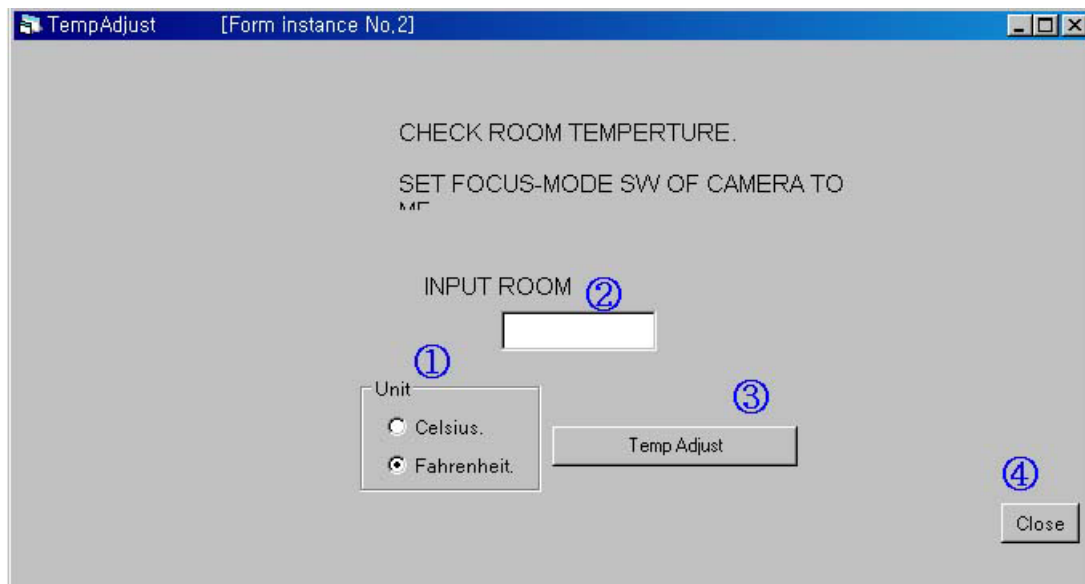 TempAdjust [Form instance No,2]
CHECK ROOM TEMPERTURE.
SET FOCUS-MODE SW OF CAMERA TO
INPUT ROOM ②
①
Unit
③
Celsius.
Temp Adjust
Fahrenheit.
④
Close